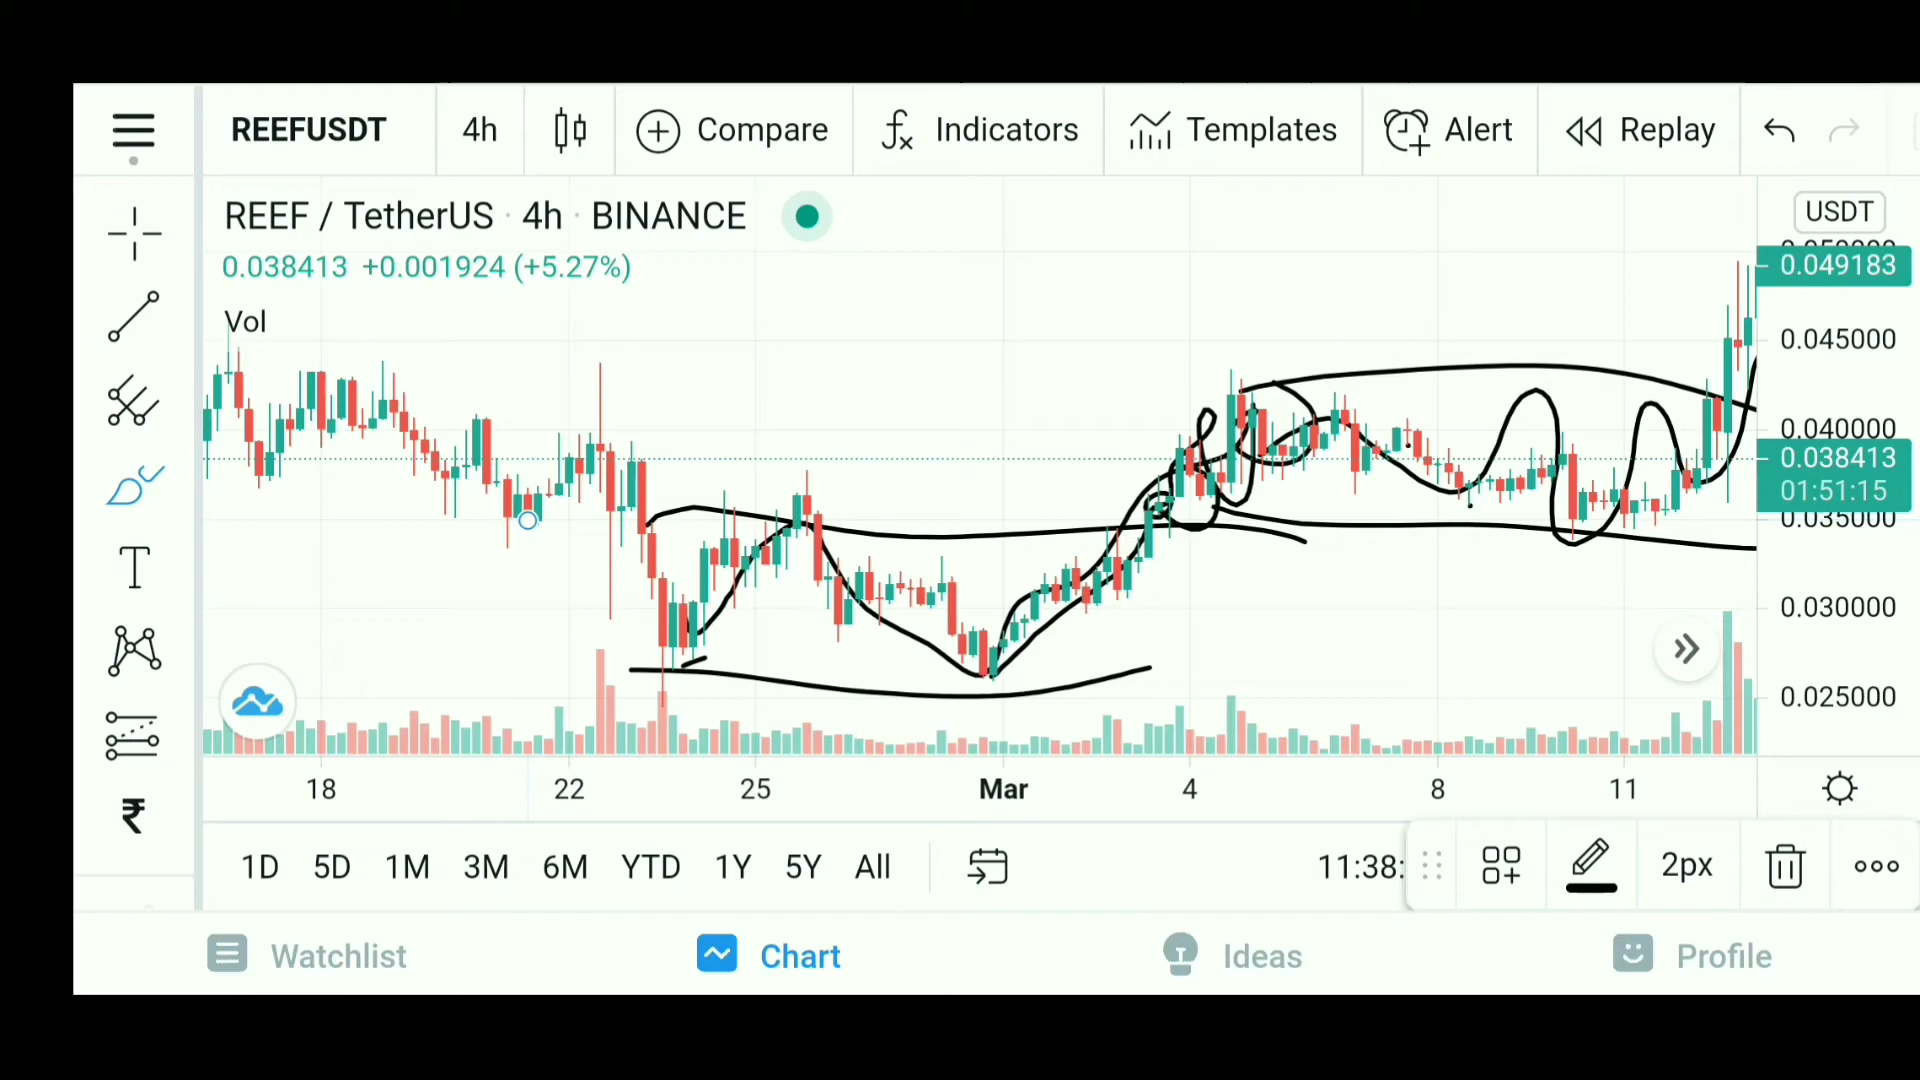 REEFUSDT 4h Compare Indicators Templates Alert Replay
REEF / TetherUS · 4h · BINANCE
USDT
0.038413 +0.001924 (+5.27%)
Vol
0.049183
0.045000
0.040000
0.038413
01:51:15
0.035000
0.030000
0.025000
18 22 25 Mar 4 8 11
1D 5D 1M 3M 6M YTD 1Y 5Y All 11:38: 2px
Watchlist Chart Ideas Profile